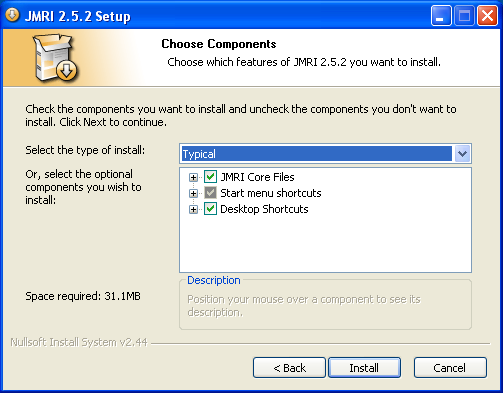 JMRI 2.5.2 Setup
Choose Components
Choose which features of JMRI 2.5.2 you want to install.
Check the components you want to install and uncheck the components you don't want to
install. Click Next to continue.
Select the type of install:
Typical
Or, select the optional
components you wish to
install:
JMRI Core Files
Start menu shortcuts
Desktop Shortcuts
Space required: 31.1MB
Description
Position your mouse over a component to see its
description.
Nullsoft Install System v2.44
< Back
Install
Cancel